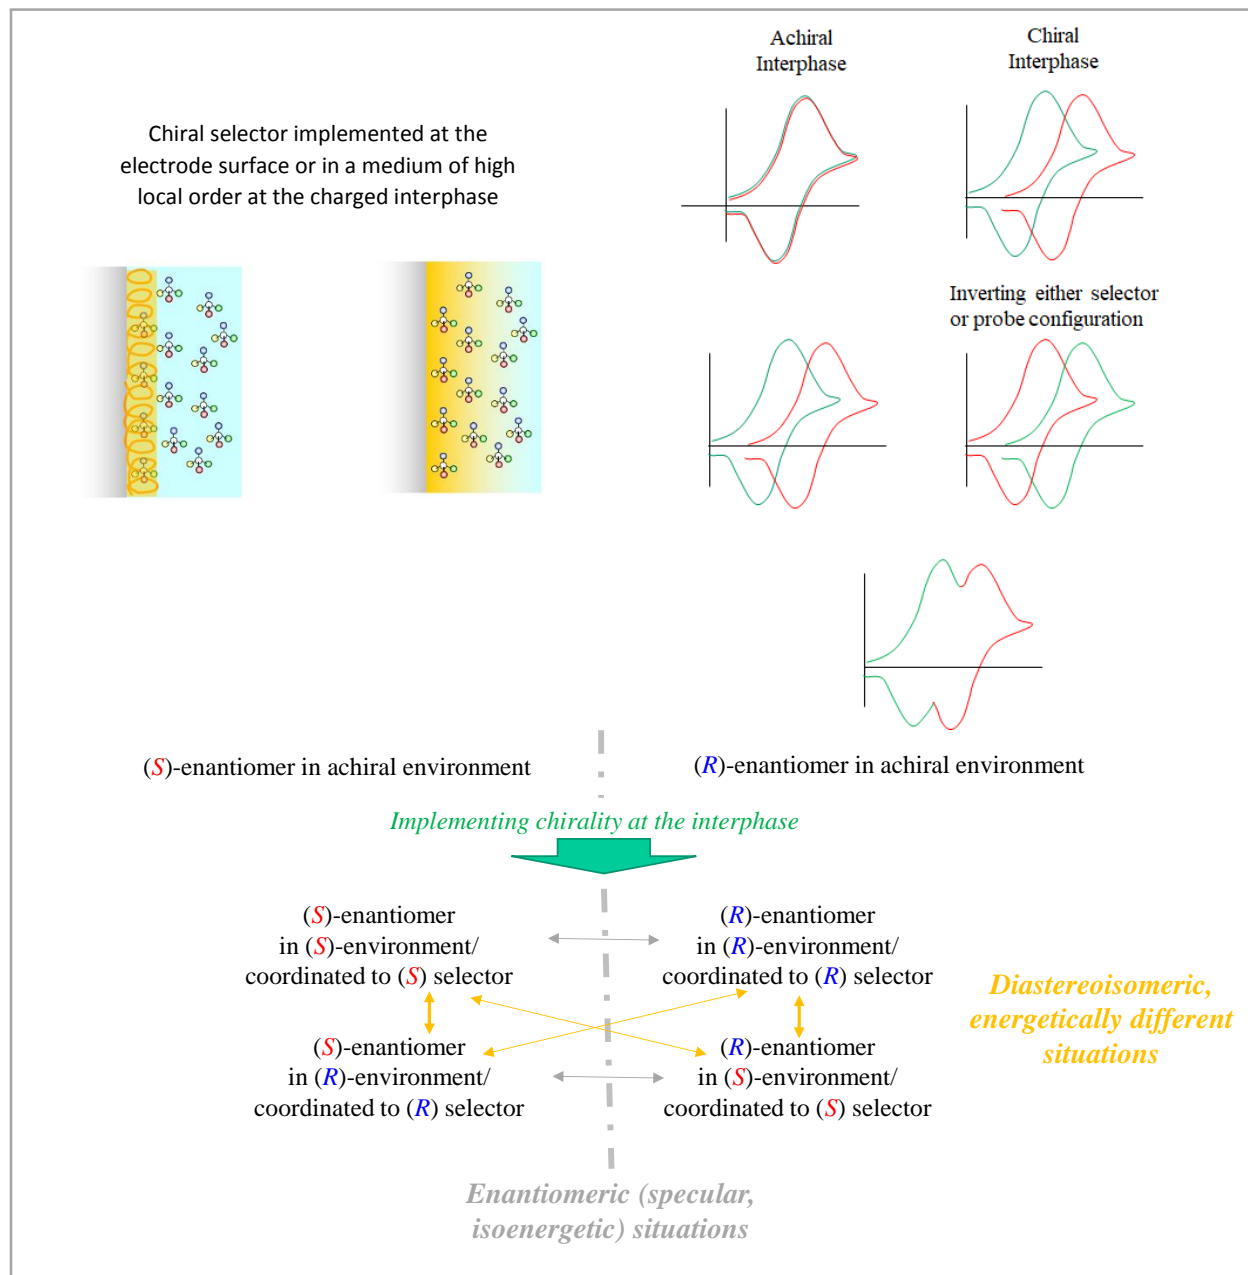 Achiral
Interphase
Chiral
Interphase
Chiral selector implemented at the
electrode surface or in a medium of high
local order at the charged interphase
Inverting either selector
or probe configuration
(S)-enantiomer in achiral environment
(R)-enantiomer in achiral environment
Implementing chirality at the interphase
(S)-enantiomer
in (S)-environment/
coordinated to (S) selector
(R)-enantiomer
in (R)-environment/
coordinated to (R) selector
Diastereoisomeric,
energetically different
situations
(S)-enantiomer
in (R)-environment/
coordinated to (R) selector
(R)-enantiomer
in (S)-environment/
coordinated to (S) selector
Enantiomeric (specular,
isoenergetic) situations